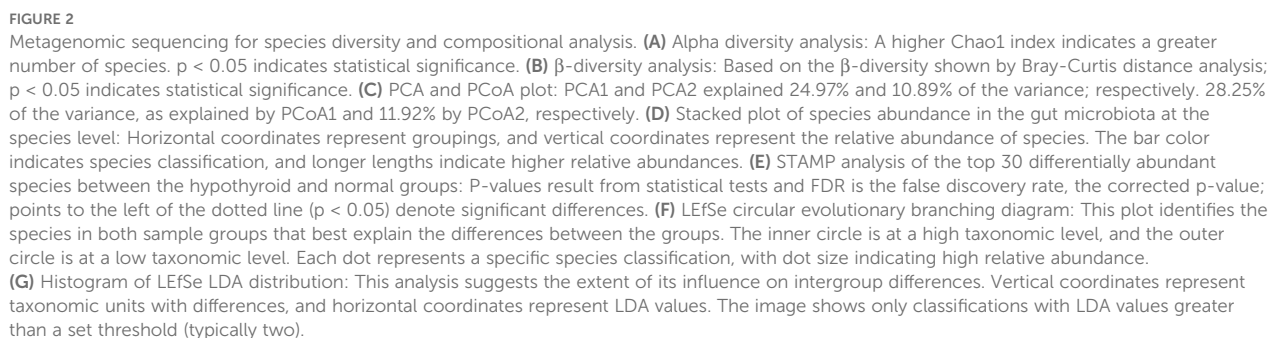 FIGURE 2
Metagenomic sequencing for species diversity and compositional analysis. (A) Alpha diversity analysis: A higher Chao1 index indicates a greater
number of species. p < 0.05 indicates statistical significance. (B) β-diversity analysis: Based on the β-diversity shown by Bray-Curtis distance analysis;
p < 0.05 indicates statistical significance. (C) PCA and PCoA plot: PCA1 and PCA2 explained 24.97% and 10.89% of the variance; respectively. 28.25%
of the variance, as explained by PCoA1 and 11.92% by PCoA2, respectively. (D) Stacked plot of species abundance in the gut microbiota at the
species level: Horizontal coordinates represent groupings, and vertical coordinates represent the relative abundance of species. The bar color
indicates species classification, and longer lengths indicate higher relative abundances. (E) STAMP analysis of the top 30 differentially abundant
species between the hypothyroid and normal groups: P-values result from statistical tests and FDR is the false discovery rate, the corrected p-value;
points to the left of the dotted line (p < 0.05) denote significant differences. (F) LEfSe circular evolutionary branching diagram: This plot identifies the
species in both sample groups that best explain the differences between the groups. The inner circle is at a high taxonomic level, and the outer
circle is at a low taxonomic level. Each dot represents a specific species classification, with dot size indicating high relative abundance.
(G) Histogram of LEfSe LDA distribution: This analysis suggests the extent of its influence on intergroup differences. Vertical coordinates represent
taxonomic units with differences, and horizontal coordinates represent LDA values. The image shows only classifications with LDA values greater
than a set threshold (typically two).